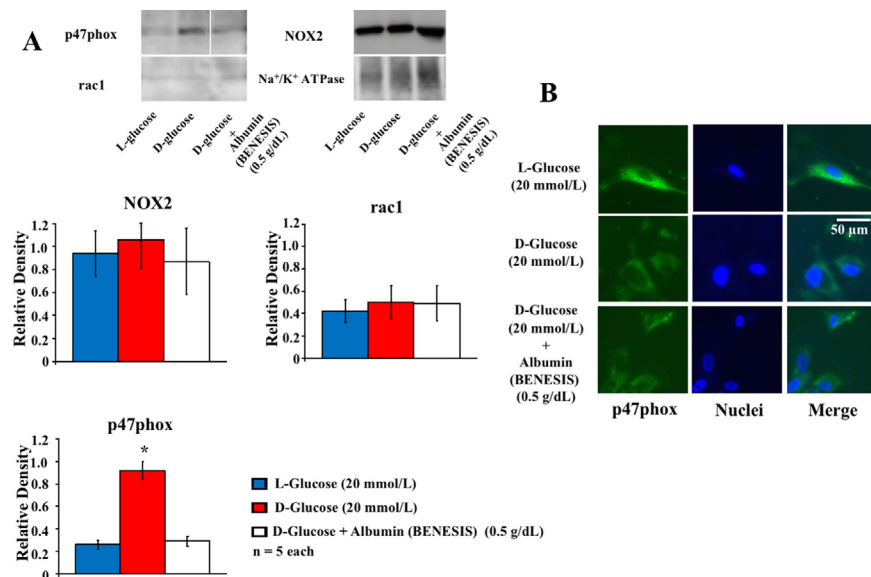 A
p47phox
rac1
NOX2
Na⁺/K⁺ ATPase
L-glucose
D-glucose
D-glucose
+
Albumin
(BENESIS)
(0.5 g/dL)
L-glucose
D-glucose
D-glucose
+
Albumin
(BENESIS)
(0.5 g/dL)
NOX2
Relative Density
1.2
1.0
0.8
0.6
0.4
0.2
0
rac1
Relative Density
1.2
1.0
0.8
0.6
0.4
0.2
0
p47phox
Relative Density
1.2
1.0
0.8
0.6
0.4
0.2
0
*
L-Glucose (20 mmol/L)
D-Glucose (20 mmol/L)
D-Glucose + Albumin (BENESIS) (0.5 g/dL)
n = 5 each
B
L-Glucose
(20 mmol/L)
D-Glucose
(20 mmol/L)
D-Glucose
(20 mmol/L)
+
Albumin
(BENESIS)
(0.5 g/dL)
50 µm
p47phox
Nuclei
Merge